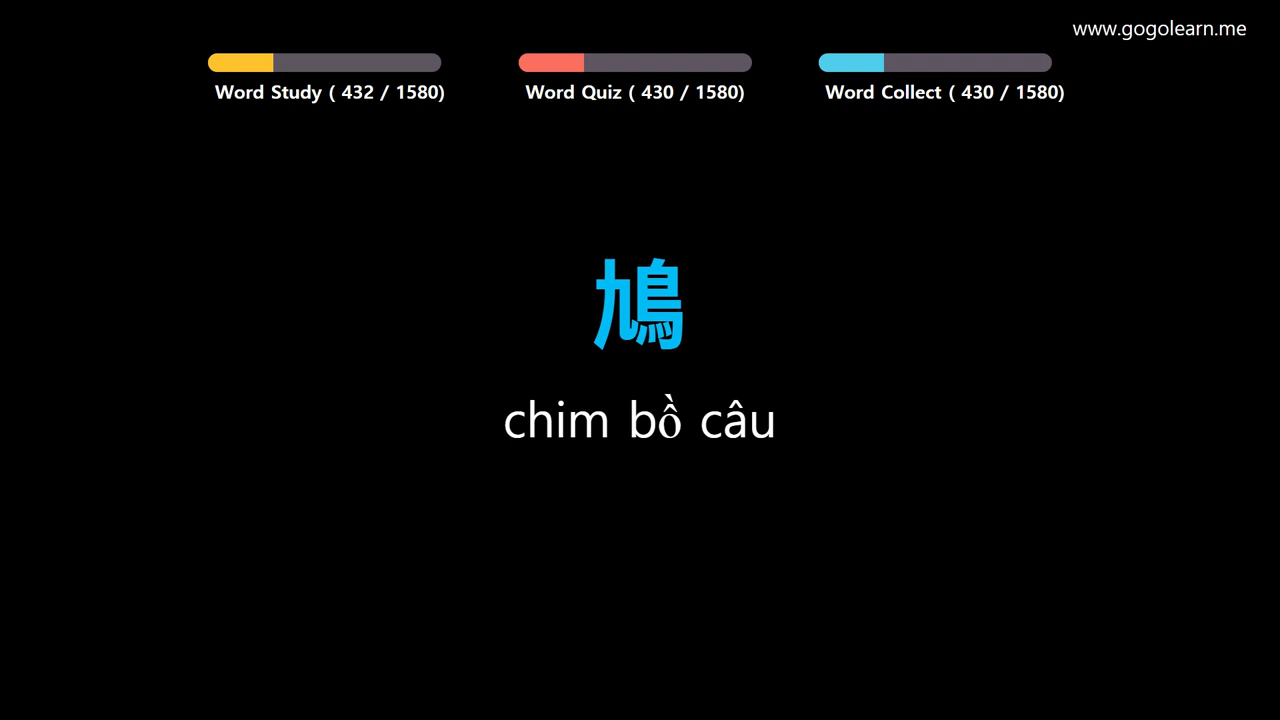 www.gogolearn.me
Word Study ( 432 / 1580)
Word Quiz ( 430 / 1580)
Word Collect ( 430 / 1580)
鳩
chim bồ câu